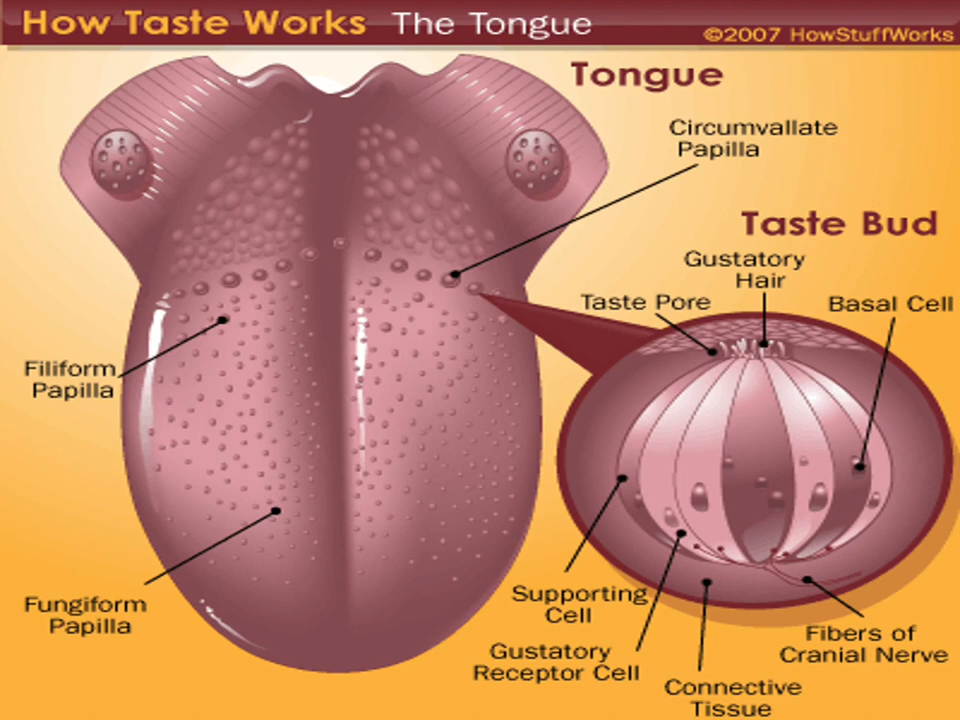 How Taste Works The Tongue
©2007 HowStuffWorks
Tongue
Circumvallate
Papilla
Taste Bud
Gustatory
Hair
Taste Pore
Basal Cell
Filiform
Papilla
Fungiform
Papilla
Supporting
Cell
Gustatory
Receptor Cell
Connective
Tissue
Fibers of
Cranial Nerve